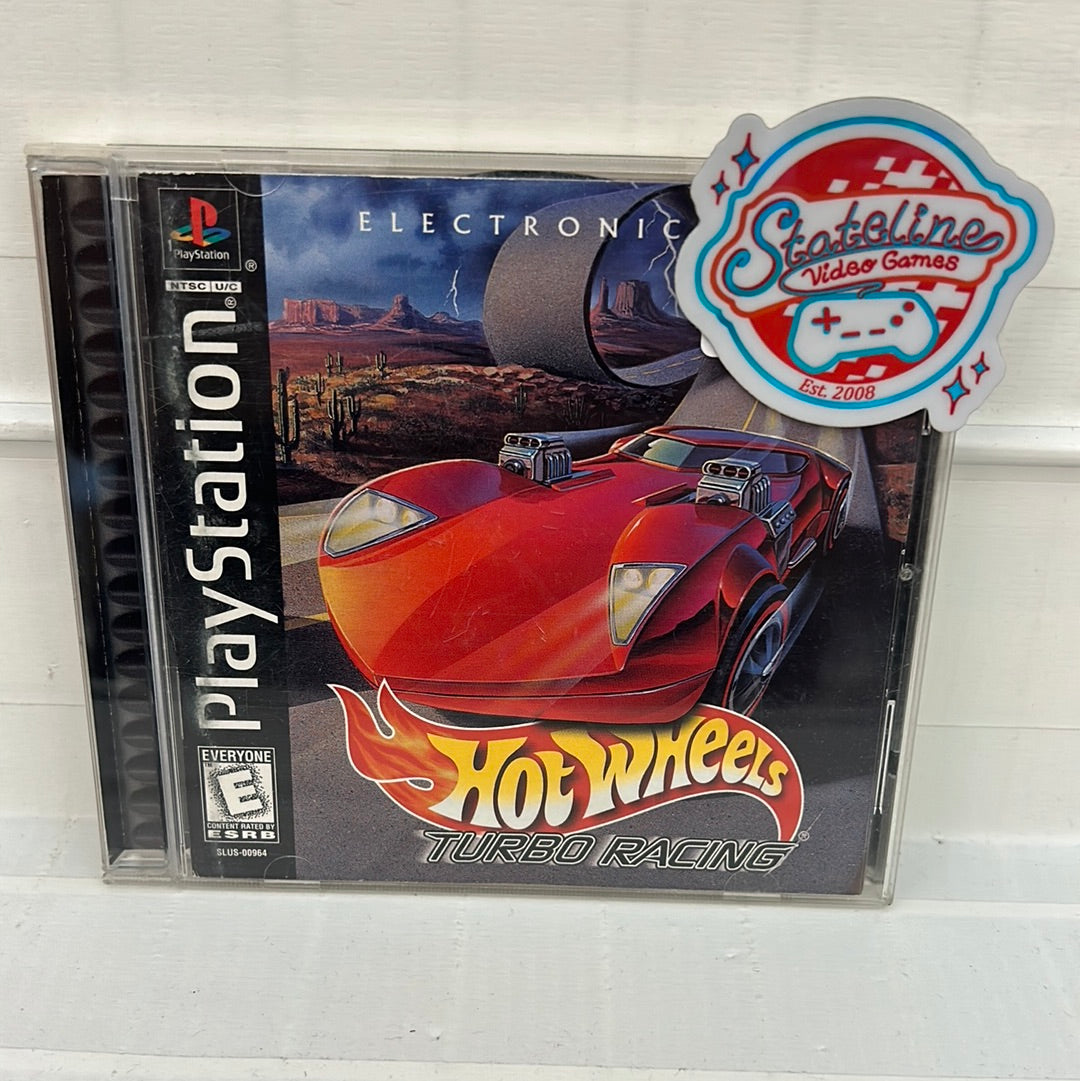 ELECTRONIC
Stateline
Video Games
Est. 2008
PlayStation
®
NTSC U/C
PlayStation®
HOT WHEELS
TURBO RACING
®
EVERYONE
E
CONTENT RATED BY
ESRB
SLUS-00964